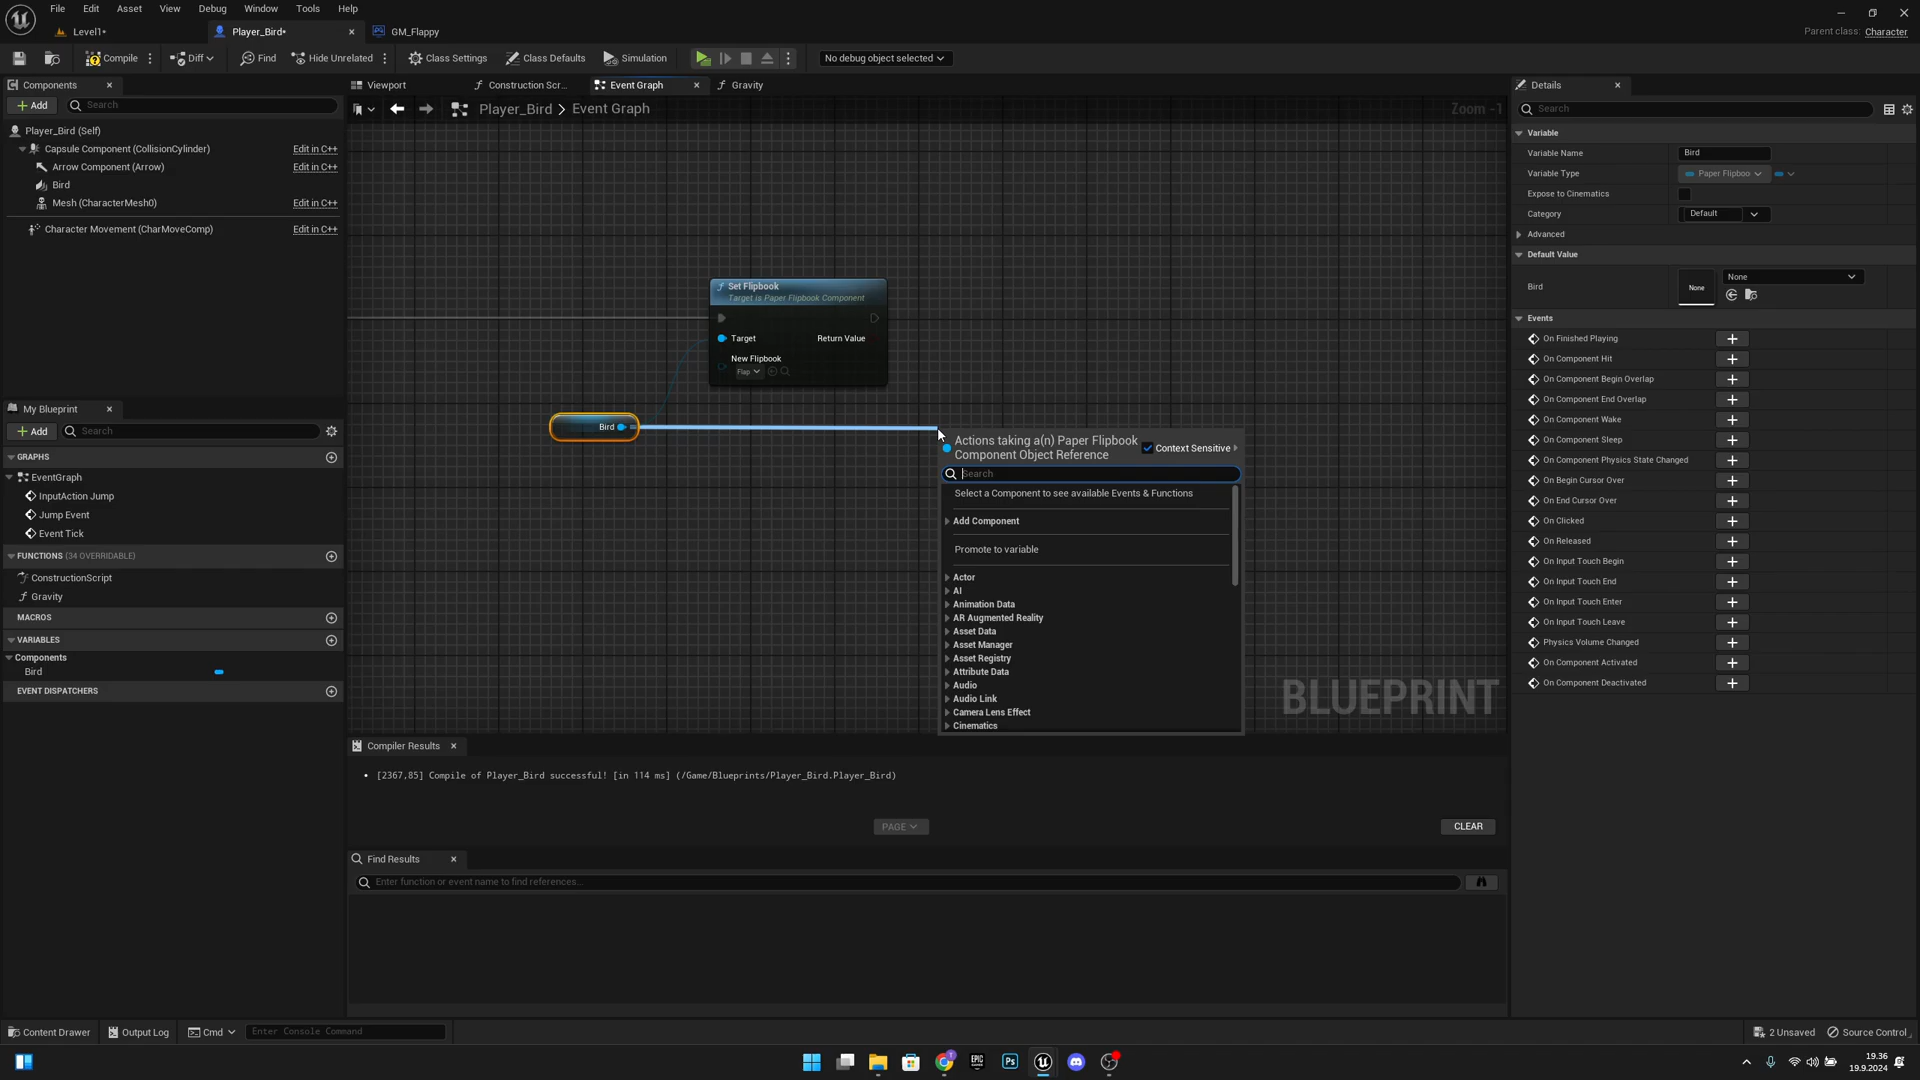 File Edit Asset View Debug Window Tools Help
Level1* Player_Bird* GM_Flappy Parent class: Character
Compile Diff Find Hide Unrelated Class Settings Class Defaults Simulation No debug object selected
Components Viewport Construction Scr... Event Graph Gravity Details
Add Search Player_Bird > Event Graph Zoom -1 Search
Player_Bird (Self)
Capsule Component (CollisionCylinder) Edit in C++
Arrow Component (Arrow) Edit in C++
Bird
Mesh (CharacterMesh0) Edit in C++
Character Movement (CharMoveComp) Edit in C++
My Blueprint
Add Search
GRAPHS
EventGraph
InputAction Jump
Jump Event
Event Tick
FUNCTIONS (34 OVERRIDABLE)
ConstructionScript
Gravity
MACROS
VARIABLES
Components
Bird
EVENT DISPATCHERS
Set Flipbook
Target is Paper Flipbook Component
Target Return Value
New Flipbook
Flap
Bird
Actions taking a(n) Paper Flipbook
Component Object Reference
Context Sensitive
Search
Select a Component to see available Events & Functions
Add Component
Promote to variable
Actor
AI
Animation Data
AR Augmented Reality
Asset Data
Asset Manager
Asset Registry
Attribute Data
Audio
Audio Link
Camera Lens Effect
Cinematics
BLUEPRINT
Compiler Results
[2367,85] Compile of Player_Bird successful! [in 114 ms] (/Game/Blueprints/Player_Bird.Player_Bird)
PAGE CLEAR
Find Results
Enter function or event name to find references...
Variable
Variable Name Bird
Variable Type Paper Flipboo
Expose to Cinematics
Category Default
Advanced
Default Value
Bird None None
Events
On Finished Playing
On Component Hit
On Component Begin Overlap
On Component End Overlap
On Component Wake
On Component Sleep
On Component Physics State Changed
On Begin Cursor Over
On End Cursor Over
On Clicked
On Released
On Input Touch Begin
On Input Touch End
On Input Touch Enter
On Input Touch Leave
Physics Volume Changed
On Component Activated
On Component Deactivated
Content Drawer Output Log Cmd Enter Console Command 2 Unsaved Source Control
EPIC Ps
19.36
19.9.2024